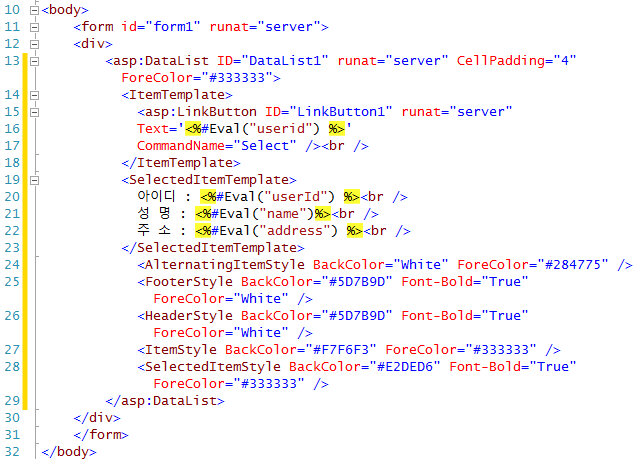 10 <body>
11 <form id="form1" runat="server">
12 <div>
13 <asp:DataList ID="DataList1" runat="server" CellPadding="4"
ForeColor="#333333">
14 <ItemTemplate>
15 <asp:LinkButton ID="LinkButton1" runat="server"
16 Text='<%#Eval("userid") %>'
17 CommandName="Select" /><br />
18 </ItemTemplate>
19 <SelectedItemTemplate>
20 아이디 : <%#Eval("userId") %><br />
21 성 명 : <%#Eval("name")%><br />
22 주 소 : <%#Eval("address") %><br />
23 </SelectedItemTemplate>
24 <AlternatingItemStyle BackColor="White" ForeColor="#284775" />
25 <FooterStyle BackColor="#5D7B9D" Font-Bold="True"
ForeColor="White" />
26 <HeaderStyle BackColor="#5D7B9D" Font-Bold="True"
ForeColor="White" />
27 <ItemStyle BackColor="#F7F6F3" ForeColor="#333333" />
28 <SelectedItemStyle BackColor="#E2DED6" Font-Bold="True"
ForeColor="#333333" />
29 </asp:DataList>
30 </div>
31 </form>
32 </body>